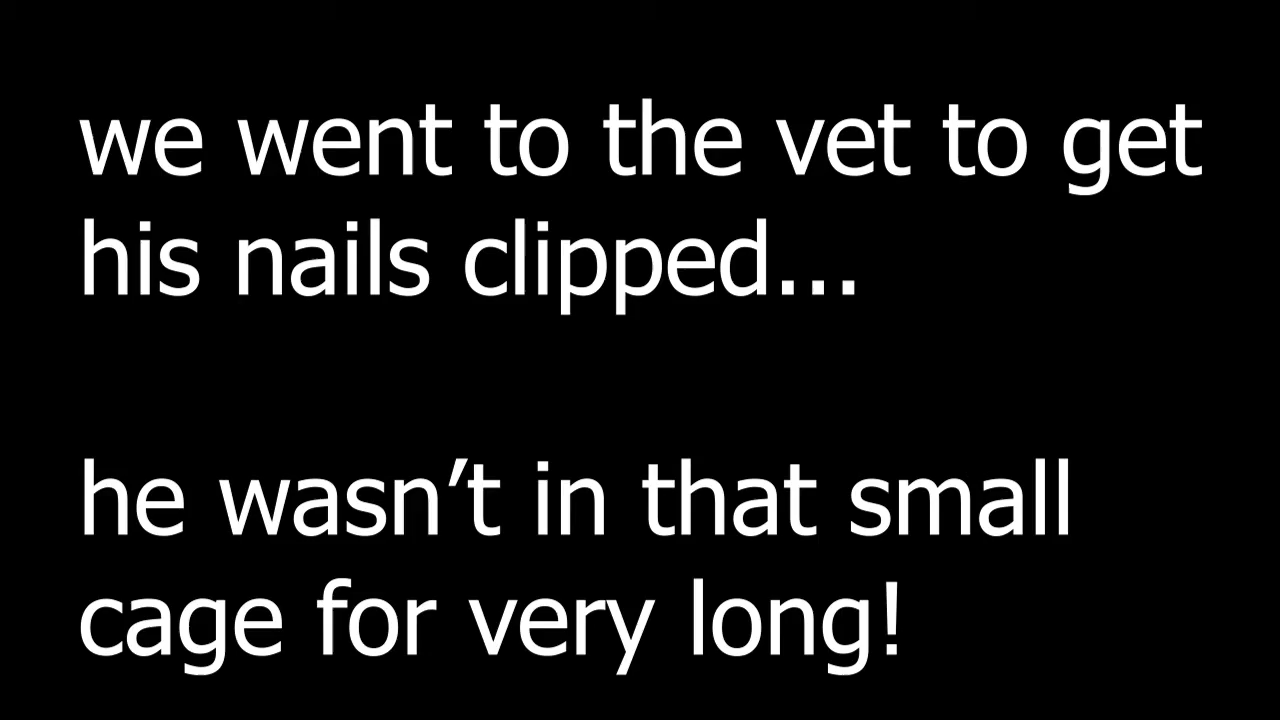 we went to the vet to get
his nails clipped...
he wasn’t in that small
cage for very long!